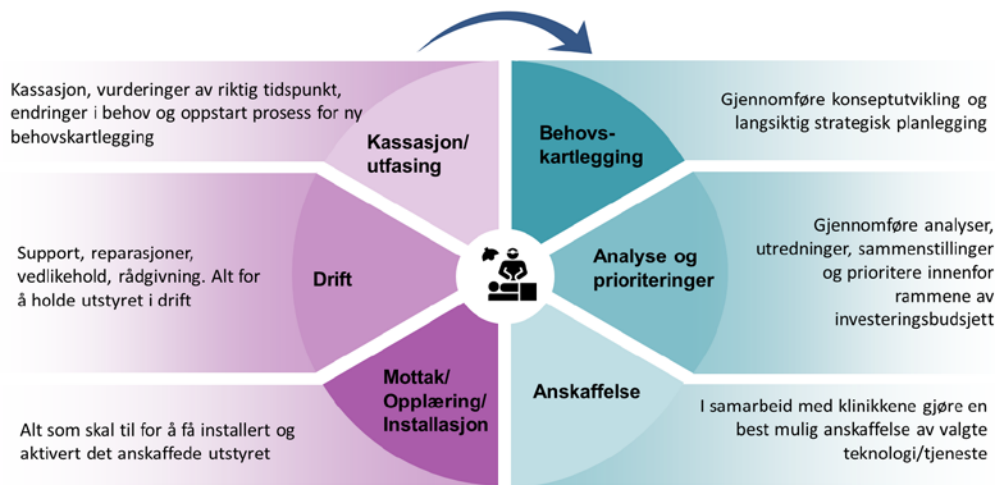 Kassasjon, vurderinger av riktig tidspunkt,
endringer i behov og oppstart prosess for ny
behovskartlegging
Kassasjon/
utfasing
Behovs-
kartlegging
Gjennomføre konseptutvikling og
langsiktig strategisk planlegging
Support, reparasjoner,
vedlikehold, rådgivning. Alt for
å holde utstyret i drift
Drift
Analyse og
prioriteringer
Gjennomføre analyser,
utredninger, sammenstillinger
og prioritere innenfor
rammene av
investeringsbudsjett
Alt som skal til for å få installert og
aktivert det anskaffede utstyret
Mottak/
Opplæring/
Installasjon
Anskaffelse
I samarbeid med klinikkene gjøre en
best mulig anskaffelse av valgte
teknologi/tjeneste